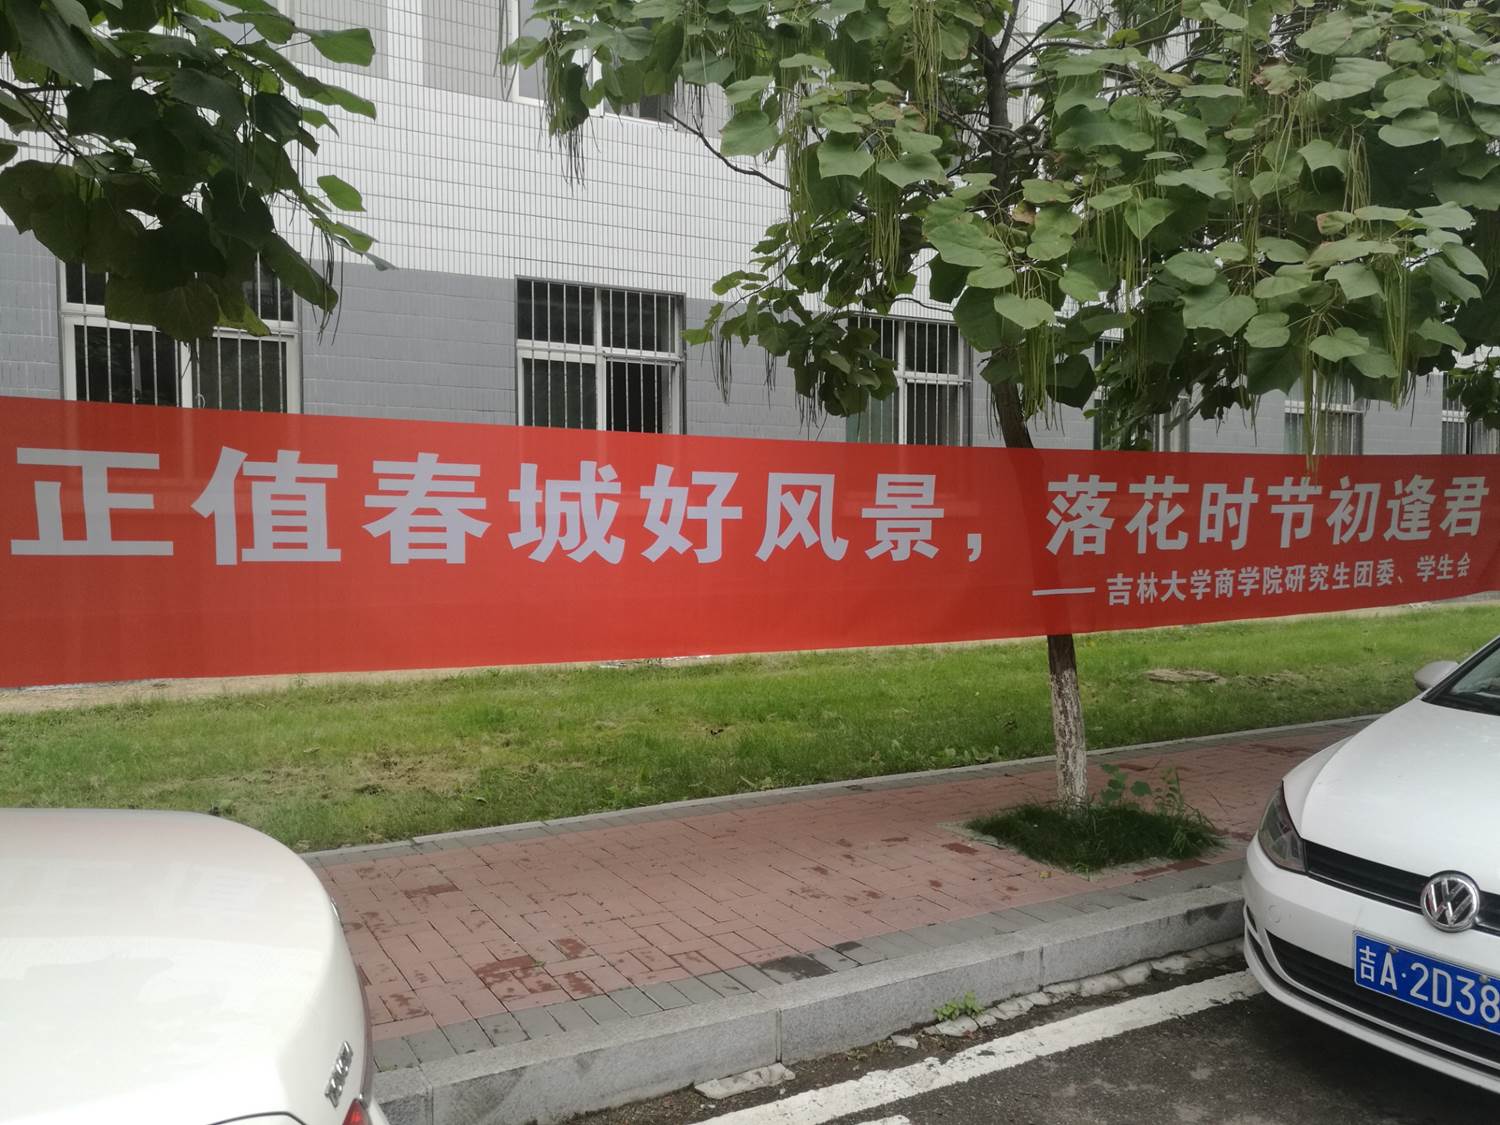 正值春城好风景，落花时节初逢君
——吉林大学商学院研究生团委、学生会
吉A·2D38